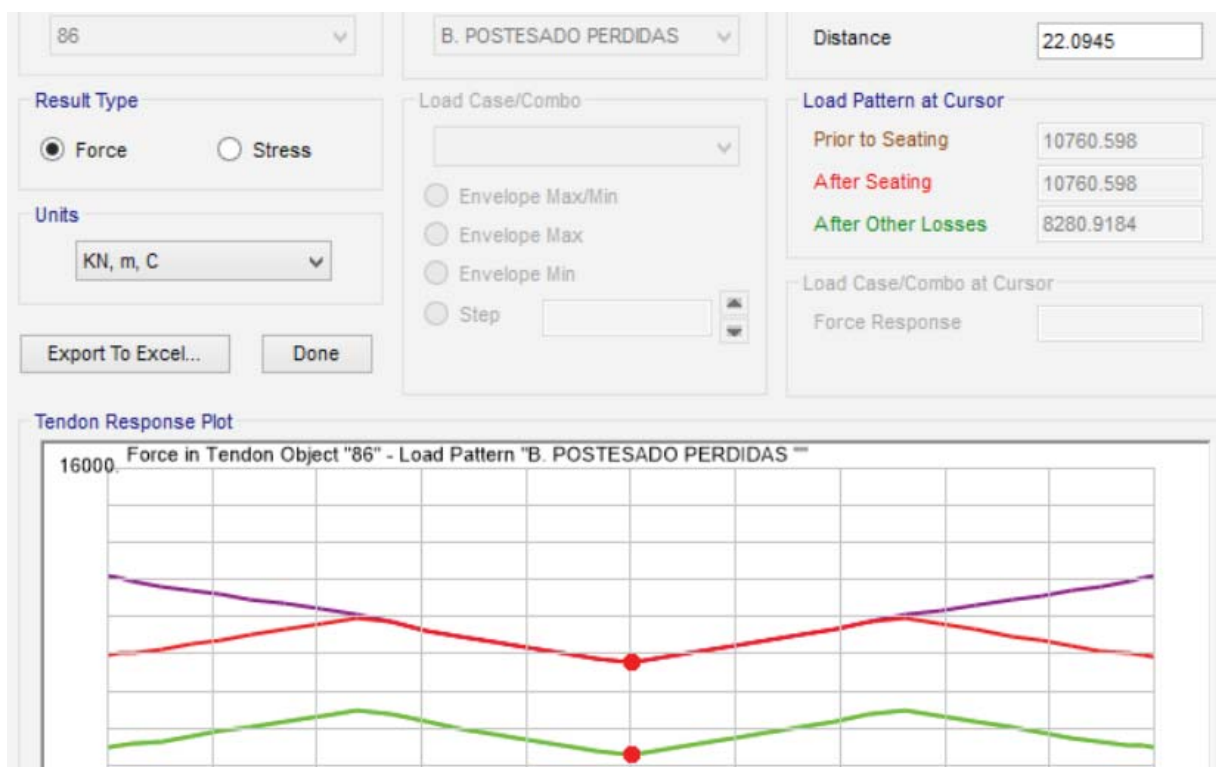 86
B. POSTESADO PERDIDAS
Distance
22.0945
Result Type
Force
Stress
Units
KN, m, C
Export To Excel...
Done
Load Case/Combo
Envelope Max/Min
Envelope Max
Envelope Min
Step
Load Pattern at Cursor
Prior to Seating
10760.598
After Seating
10760.598
After Other Losses
8280.9184
Load Case/Combo at Cursor
Force Response
Tendon Response Plot
Force in Tendon Object "86" - Load Pattern "B. POSTESADO PERDIDAS ""
16000.